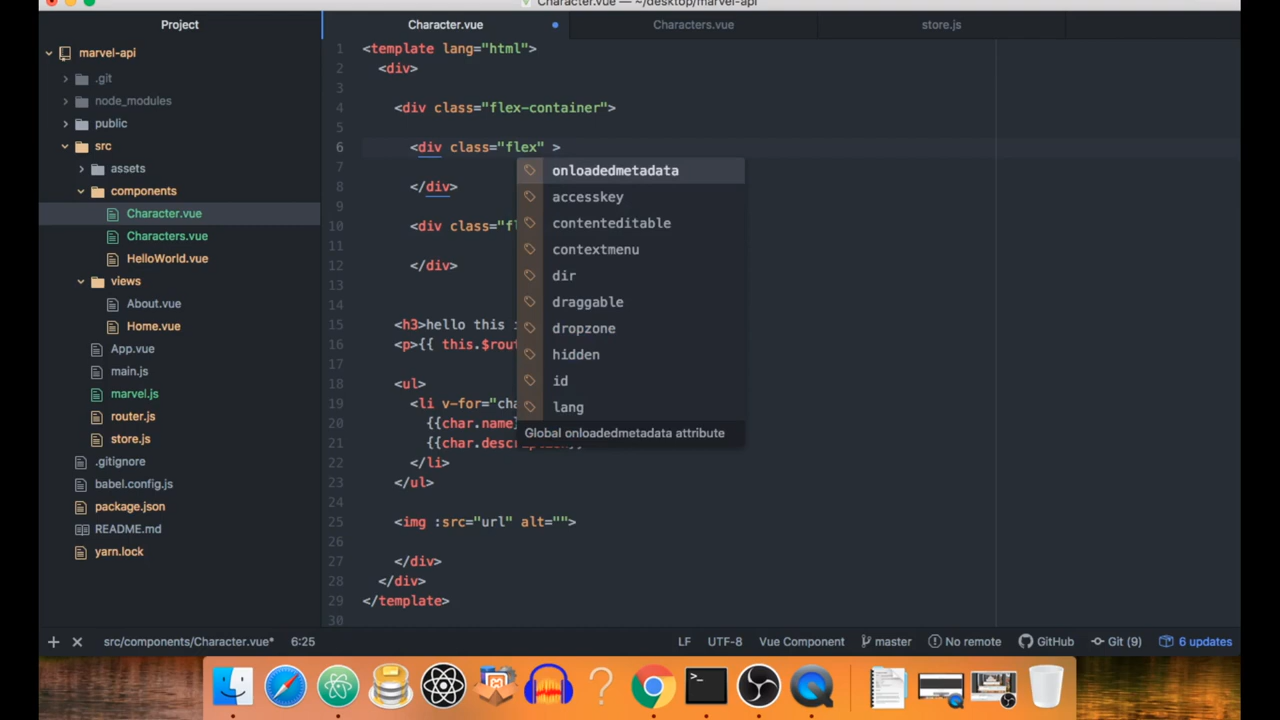 Character.vue — ~/desktop/marvel-api
Project
Character.vue
Characters.vue
store.js
marvel-api
.git
node_modules
public
src
assets
components
Character.vue
Characters.vue
HelloWorld.vue
views
About.vue
Home.vue
App.vue
main.js
marvel.js
router.js
store.js
.gitignore
babel.config.js
package.json
README.md
yarn.lock
1 <template lang="html">
2 <div>
3
4 <div class="flex-container">
5
6 <div class="flex" >
7
8 </div>
9
10 <div class="fl
11
12 </div>
13
14
15 <h3>hello this i
16 <p>{{ this.$rout
17
18 <ul>
19 <li v-for="cha
20 {{char.name}
21 {{char.description}}
22 </li>
23 </ul>
24
25 <img :src="url" alt="">
26
27 </div>
28 </div>
29 </template>
30
onloadedmetadata
accesskey
contenteditable
contextmenu
dir
draggable
dropzone
hidden
id
lang
Global onloadedmetadata attribute
src/components/Character.vue* 6:25 LF UTF-8 Vue Component master No remote GitHub Git (9) 6 updates